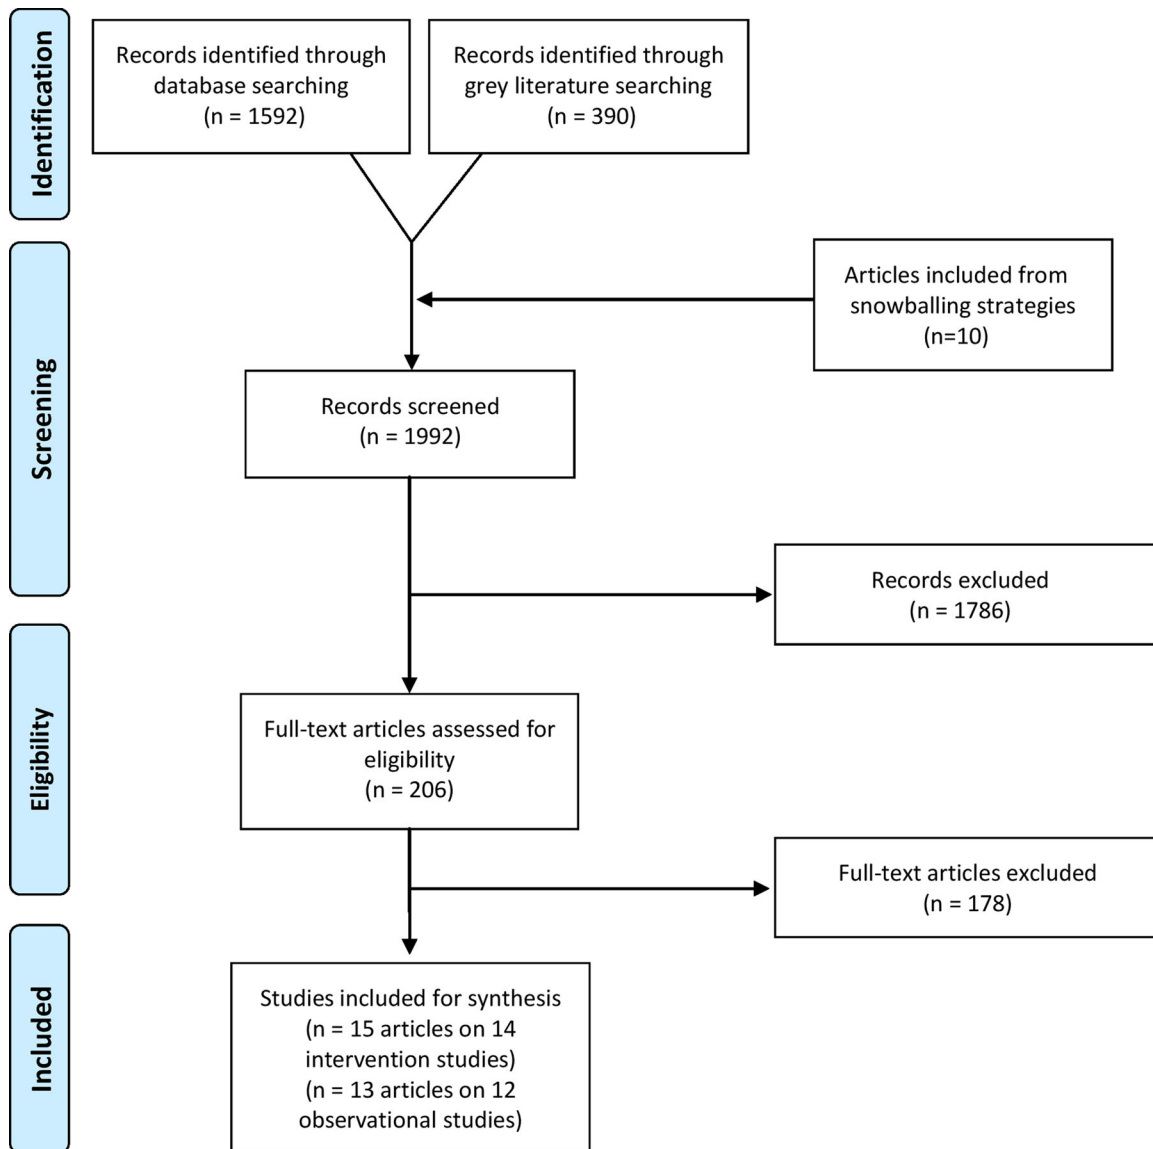 Identification
Records identified through
database searching
(n = 1592)
Records identified through
grey literature searching
(n = 390)
Screening
Articles included from
snowballing strategies
(n=10)
Records screened
(n = 1992)
Records excluded
(n = 1786)
Eligibility
Full-text articles assessed for
eligibility
(n = 206)
Full-text articles excluded
(n = 178)
Included
Studies included for synthesis
(n = 15 articles on 14
intervention studies)
(n = 13 articles on 12
observational studies)